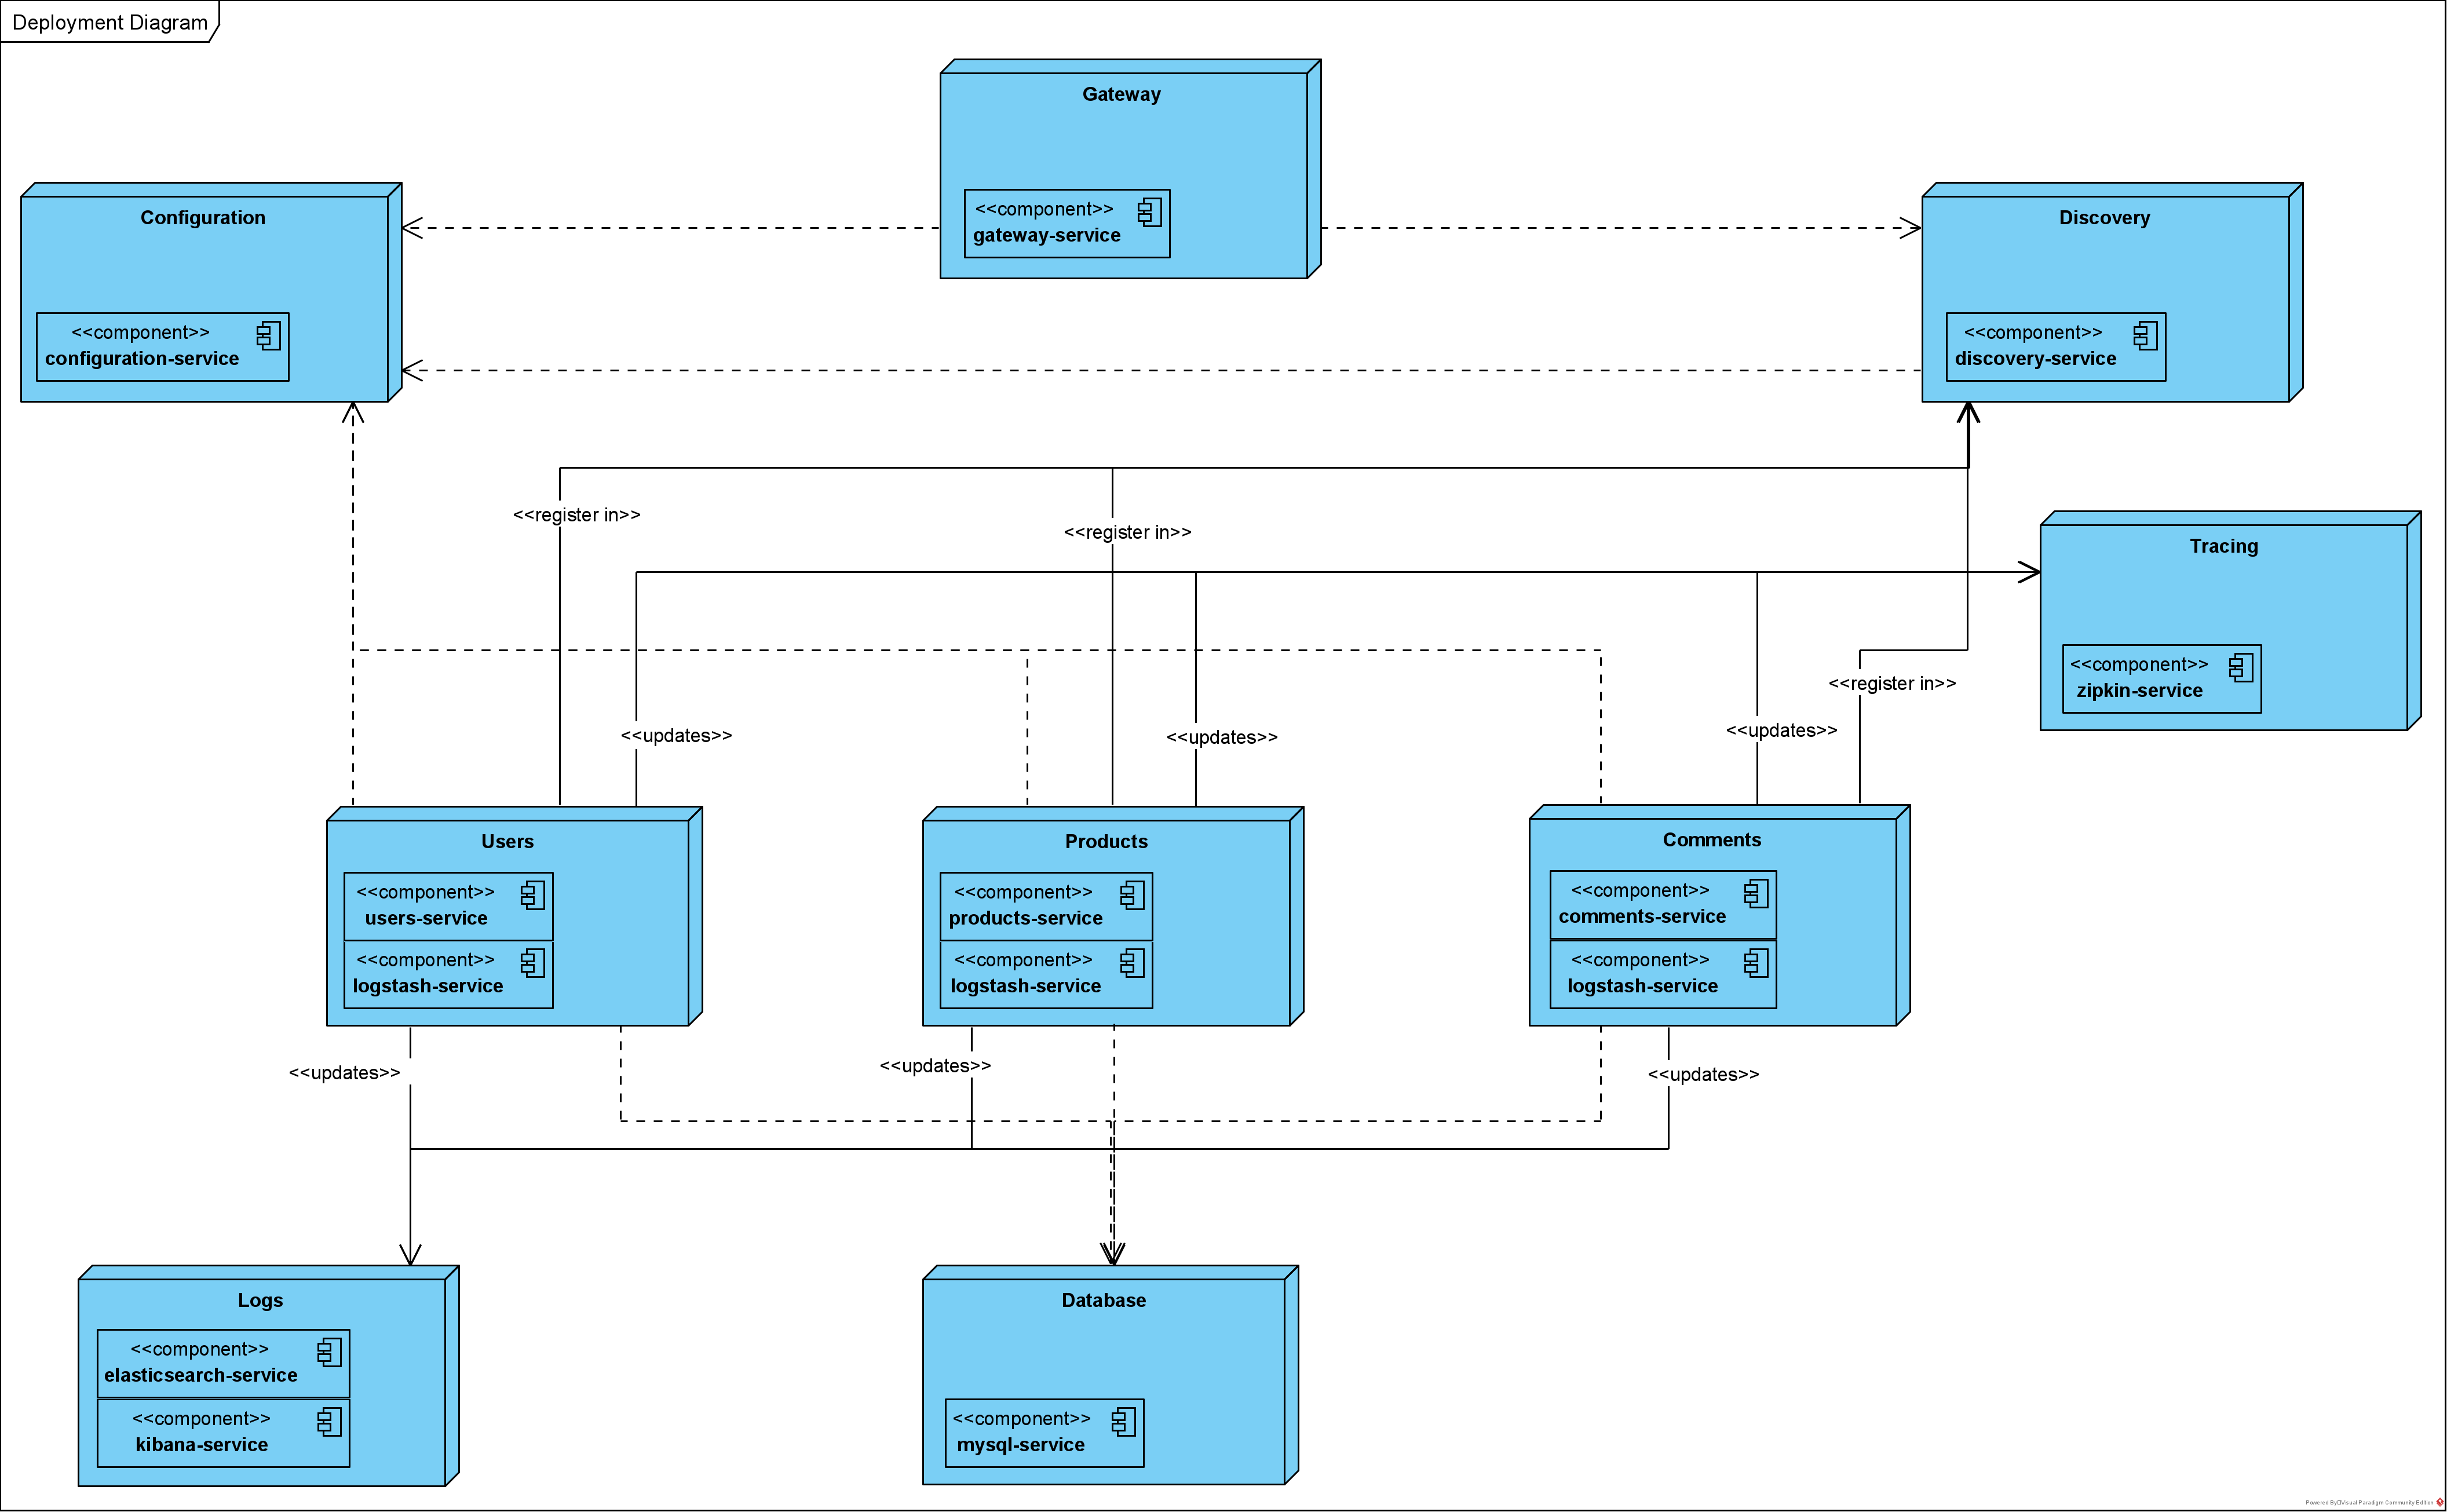 Deployment Diagram
Gateway
<<component>>
gateway-service
Configuration
<<component>>
configuration-service
Discovery
<<component>>
discovery-service
<<register in>>
<<register in>>
Tracing
<<component>>
zipkin-service
<<register in>>
<<updates>>
<<updates>>
<<updates>>
Users
<<component>>
users-service
<<component>>
logstash-service
Products
<<component>>
products-service
<<component>>
logstash-service
Comments
<<component>>
comments-service
<<component>>
logstash-service
<<updates>>
<<updates>>
<<updates>>
Logs
<<component>>
elasticsearch-service
<<component>>
kibana-service
Database
<<component>>
mysql-service
Visual Paradigm Community Edition